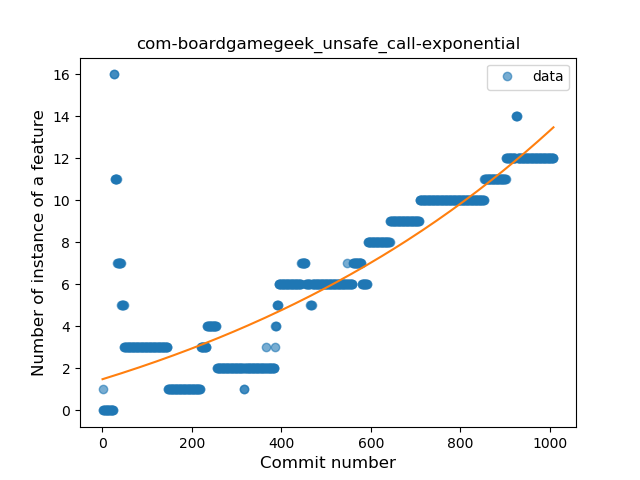 com-boardgamegeek_unsafe_call-exponential
data
Number of instance of a feature
16
14
12
10
8
6
4
2
0
0 200 400 600 800 1000
Commit number